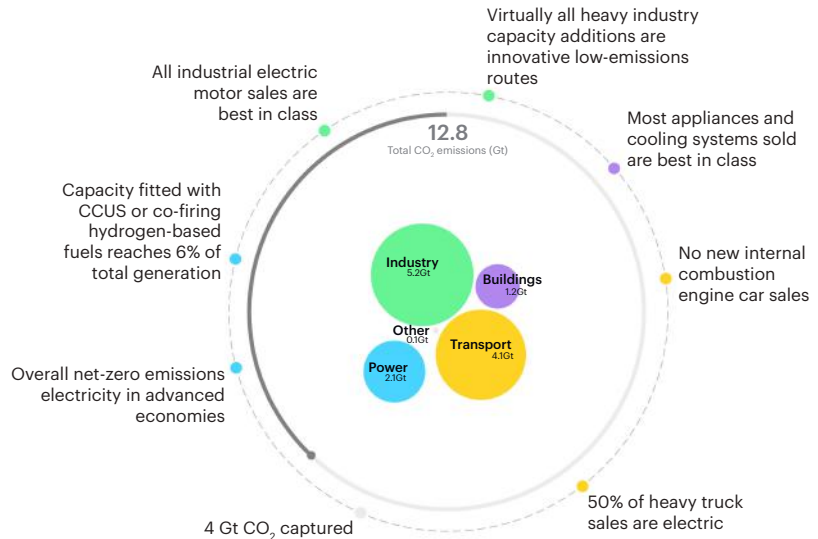 Virtually all heavy industry
capacity additions are
innovative low-emissions
routes
All industrial electric
motor sales are
best in class
Most appliances and
cooling systems sold
are best in class
12.8
Total CO₂ emissions (Gt)
Capacity fitted with
CCUS or co-firing
hydrogen-based
fuels reaches 6% of
total generation
No new internal
combustion
engine car sales
Industry
5.2Gt
Buildings
1.2Gt
Other
0.1Gt
Transport
4.1Gt
Power
2.1Gt
Overall net-zero emissions
electricity in advanced
economies
50% of heavy truck
sales are electric
4 Gt CO₂ captured